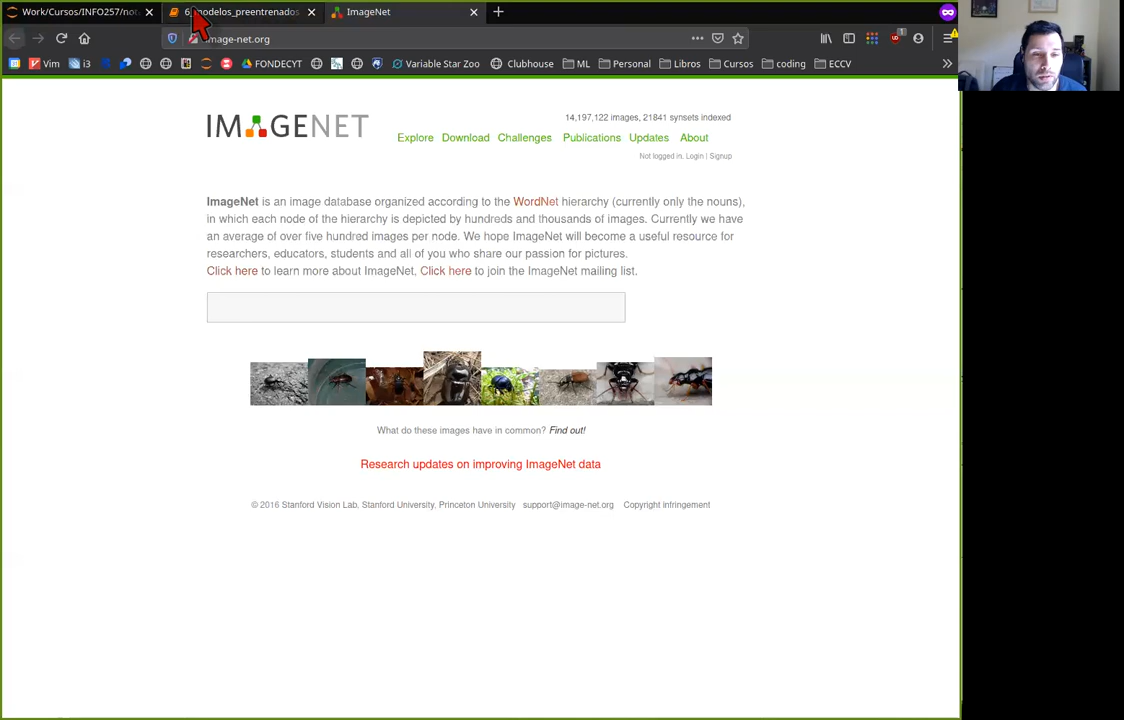 Work/Cursos/INFO257/not
6_modelos_preentrenados
ImageNet
image-net.org
Vim
i3
FONDECYT
Variable Star Zoo
Clubhouse
ML
Personal
Libros
Cursos
coding
ECCV
IMAGENET
14,197,122 images, 21841 synsets indexed
Explore Download Challenges Publications Updates About
Not logged in. Login | Signup
ImageNet is an image database organized according to the WordNet hierarchy (currently only the nouns),
in which each node of the hierarchy is depicted by hundreds and thousands of images. Currently we have
an average of over five hundred images per node. We hope ImageNet will become a useful resource for
researchers, educators, students and all of you who share our passion for pictures.
Click here to learn more about ImageNet, Click here to join the ImageNet mailing list.
What do these images have in common? Find out!
Research updates on improving ImageNet data
© 2016 Stanford Vision Lab, Stanford University, Princeton University support@image-net.org Copyright infringement